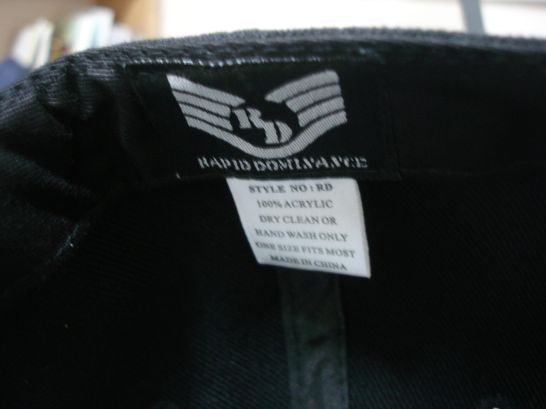 RD
RAPID DOMINANCE
STYLE NO : RD
100% ACRYLIC
DRY CLEAN OR
HAND WASH ONLY
ONE SIZE FITS MOST
MADE IN CHINA